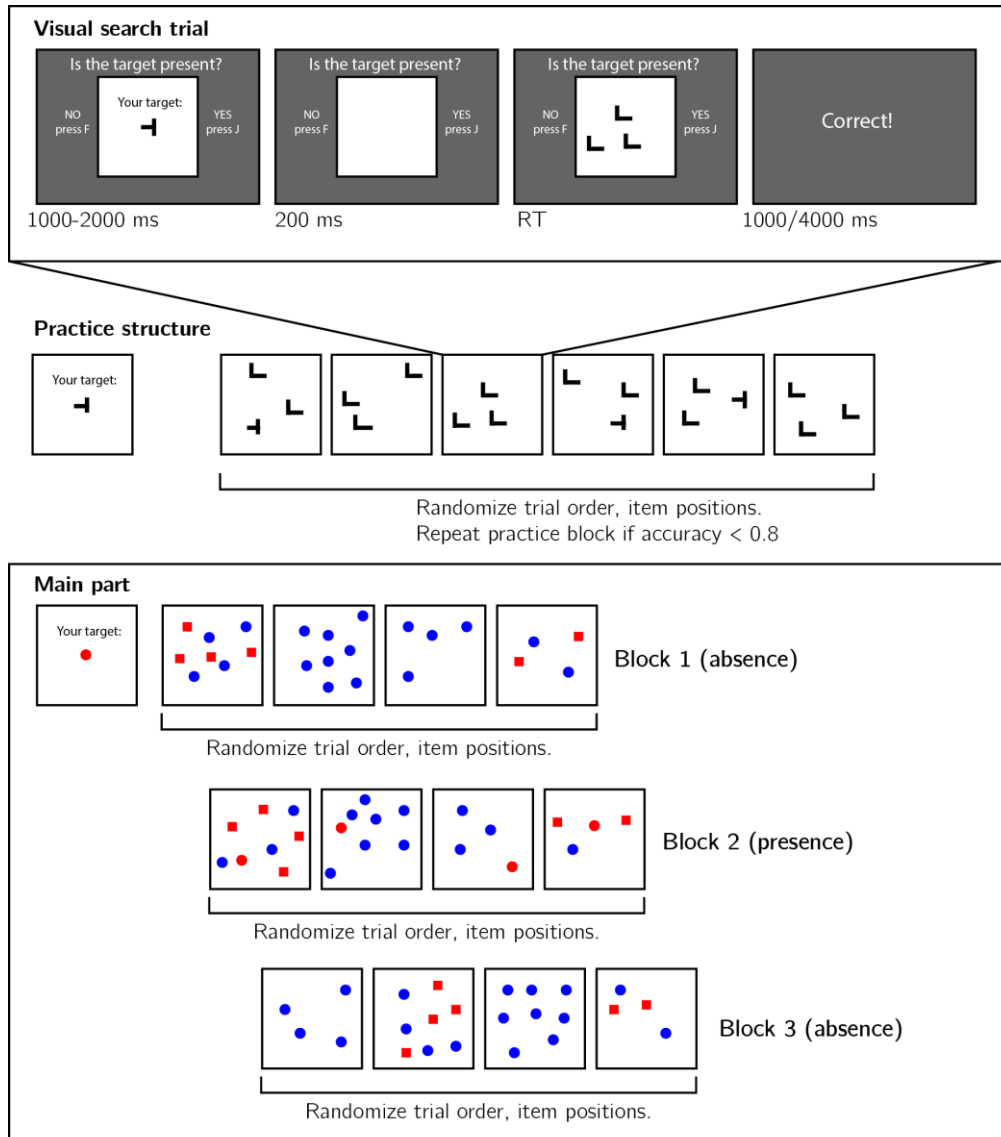 Visual search trial
Is the target present?
Your target:
NO
press F
YES
press J
1000-2000 ms
Is the target present?
NO
press F
YES
press J
200 ms
Is the target present?
NO
press F
YES
press J
RT
Correct!
1000/4000 ms
Practice structure
Your target:
Randomize trial order, item positions.
Repeat practice block if accuracy < 0.8
Main part
Your target:
Block 1 (absence)
Randomize trial order, item positions.
Block 2 (presence)
Randomize trial order, item positions.
Block 3 (absence)
Randomize trial order, item positions.